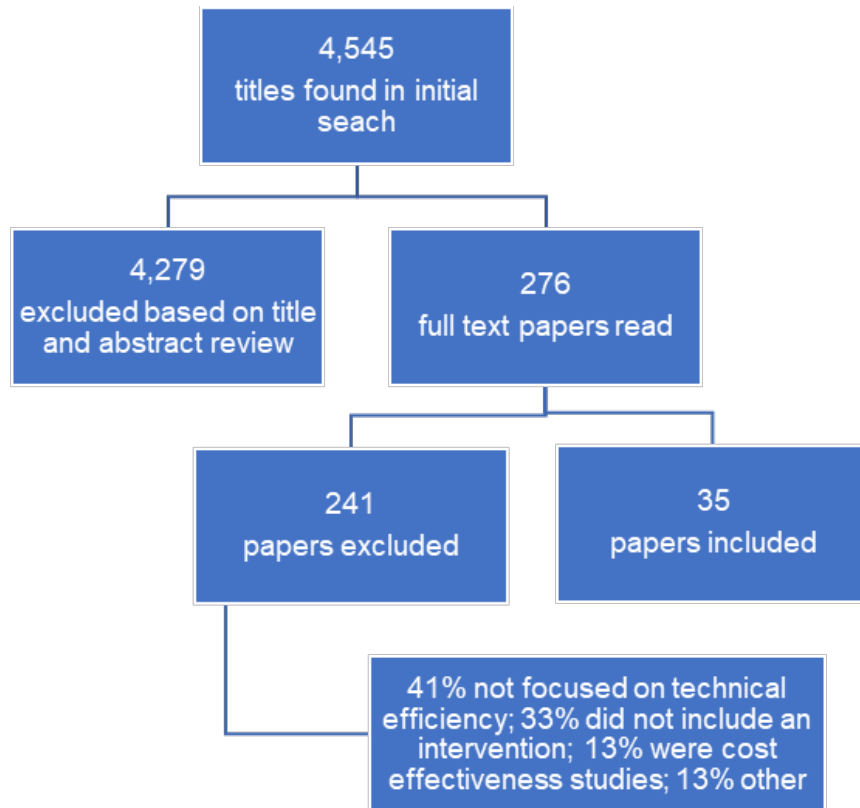 4,545
titles found in initial
seach
4,279
excluded based on title
and abstract review
276
full text papers read
241
papers excluded
35
papers included
41% not focused on technical
efficiency; 33% did not include an
intervention; 13% were cost
effectiveness studies; 13% other